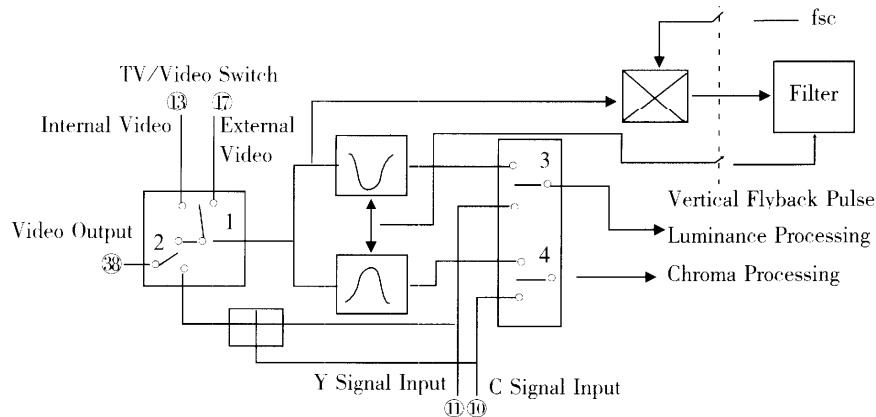 fsc
TV/Video Switch
⑬ ⑰
Internal Video
External
Video
Filter
3
Vertical Flyback Pulse
1
Video Output
2
Luminance Processing
㊳
4
Chroma Processing
Y Signal Input
C Signal Input
⑪ ⑩